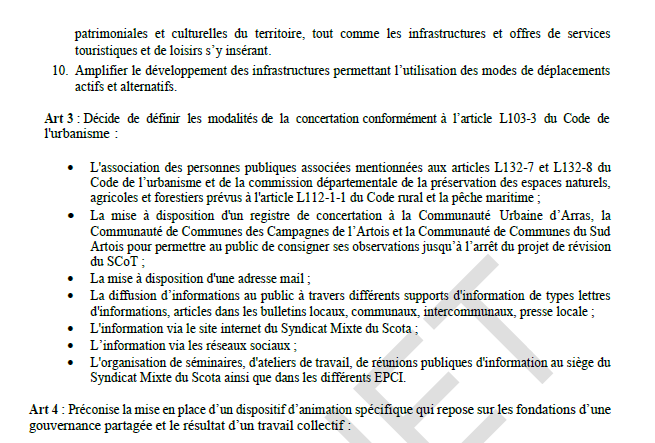 patrimoniales et culturelles du territoire, tout comme les infrastructures et offres de services
touristiques et de loisirs s’y insérant.
10. Amplifier le développement des infrastructures permettant l’utilisation des modes de déplacements
actifs et alternatifs.
Art 3 : Décide de définir les modalités de la concertation conformément à l’article L103-3 du Code de
l'urbanisme :
• L'association des personnes publiques associées mentionnées aux articles L132-7 et L132-8 du
Code de l’urbanisme et de la commission départementale de la préservation des espaces naturels,
agricoles et forestiers prévus à l'article L112-1-1 du Code rural et la pêche maritime ;
• La mise à disposition d'un registre de concertation à la Communauté Urbaine d’Arras, la
Communauté de Communes des Campagnes de l’Artois et la Communauté de Communes du Sud
Artois pour permettre au public de consigner ses observations jusqu’à l’arrêt du projet de révision
du SCoT ;
• La mise à disposition d'une adresse mail ;
• La diffusion d’informations au public à travers différents supports d'information de types lettres
d'informations, articles dans les bulletins locaux, communaux, intercommunaux, presse locale ;
• L'information via le site internet du Syndicat Mixte du Scota ;
• L’information via les réseaux sociaux ;
• L'organisation de séminaires, d'ateliers de travail, de réunions publiques d'information au siège du
Syndicat Mixte du Scota ainsi que dans les différents EPCI.
Art 4 : Préconise la mise en place d’un dispositif d’animation spécifique qui repose sur les fondations d’une
gouvernance partagée et le résultat d’un travail collectif :